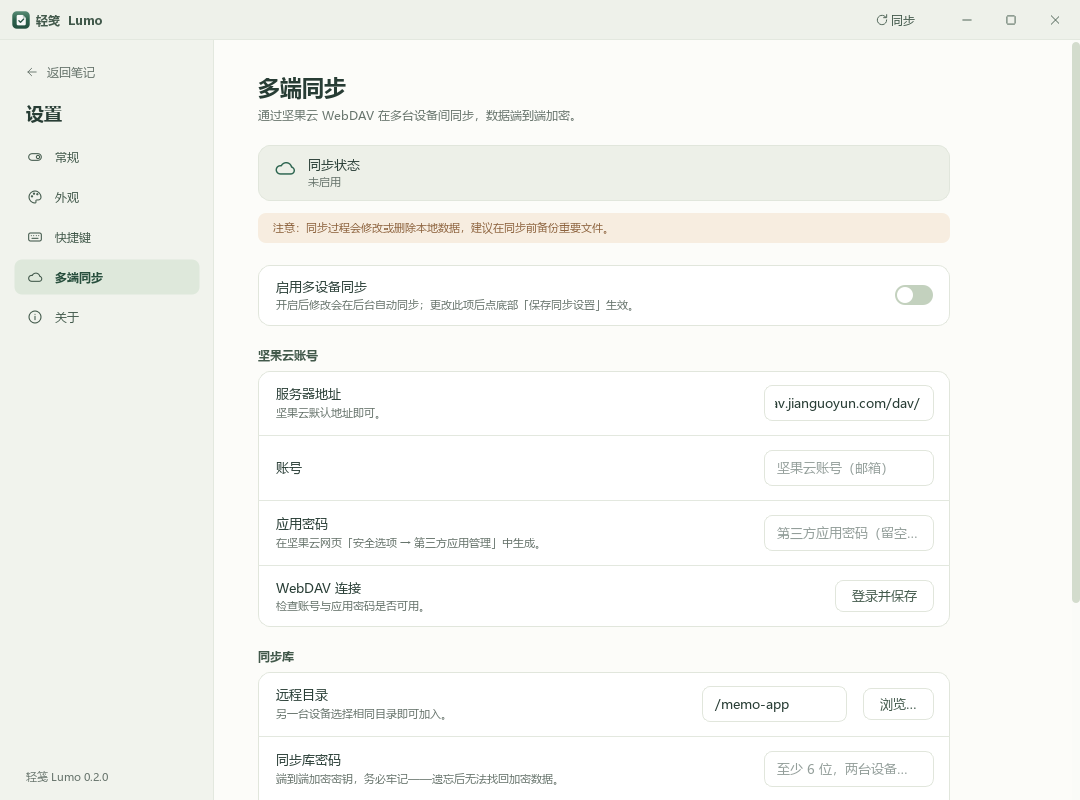 轻笺 Lumo
同步
返回笔记
设置
常规
外观
快捷键
多端同步
关于
轻笺 Lumo 0.2.0
多端同步
通过坚果云 WebDAV 在多台设备间同步，数据端到端加密。
同步状态
未启用
注意：同步过程会修改或删除本地数据，建议在同步前备份重要文件。
启用多设备同步
开启后修改会在后台自动同步；更改此项后点底部「保存同步设置」生效。
坚果云账号
服务器地址
坚果云默认地址即可。
av.jianguoyun.com/dav/
账号
坚果云账号（邮箱）
应用密码
在坚果云网页「安全选项 → 第三方应用管理」中生成。
第三方应用密码（留空...
WebDAV 连接
检查账号与应用密码是否可用。
登录并保存
同步库
远程目录
另一台设备选择相同目录即可加入。
/memo-app
浏览...
同步库密码
端到端加密密钥，务必牢记——遗忘后无法找回加密数据。
至少 6 位，两台设备...